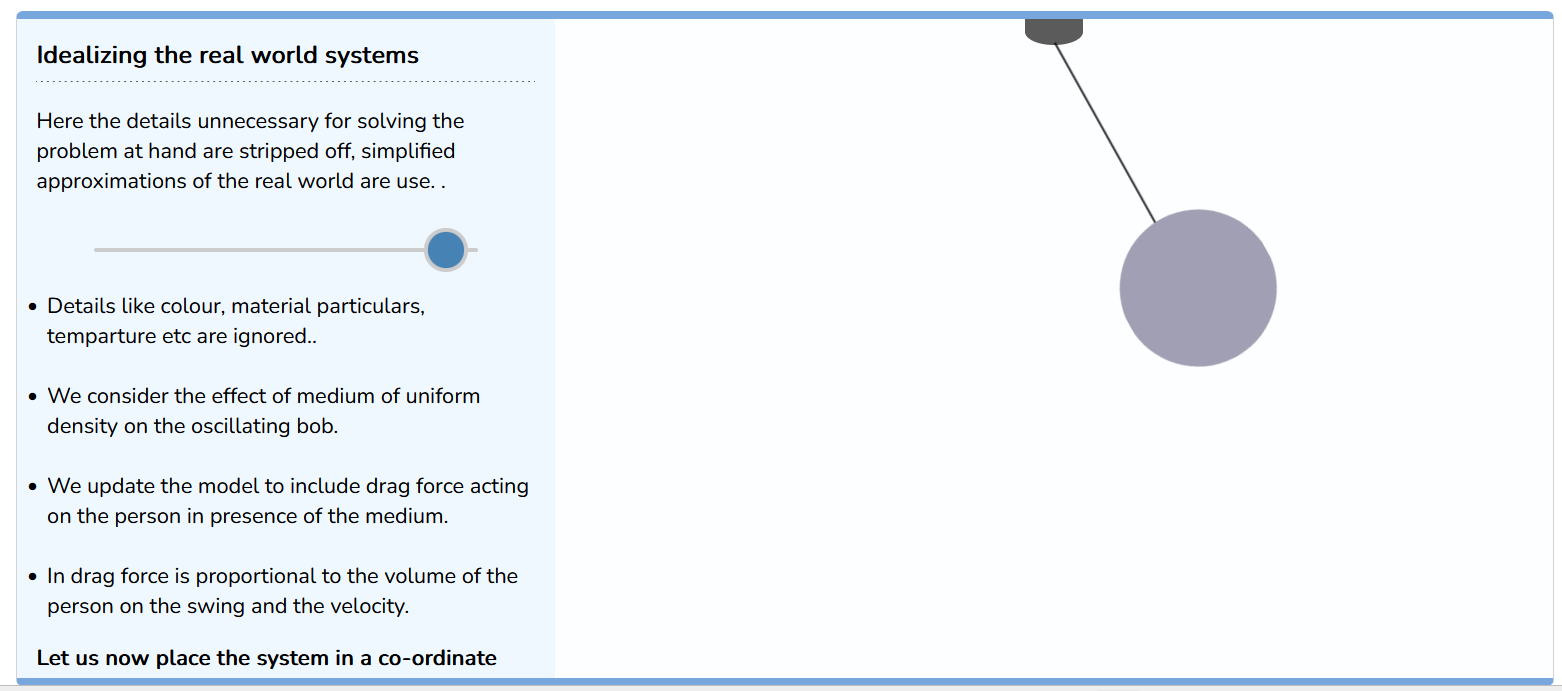 Idealizing the real world systems
Here the details unnecessary for solving the
problem at hand are stripped off, simplified
approximations of the real world are use. .
• Details like colour, material particulars,
temparture etc are ignored..
• We consider the effect of medium of uniform
density on the oscillating bob.
• We update the model to include drag force acting
on the person in presence of the medium.
• In drag force is proportional to the volume of the
person on the swing and the velocity.
Let us now place the system in a co-ordinate